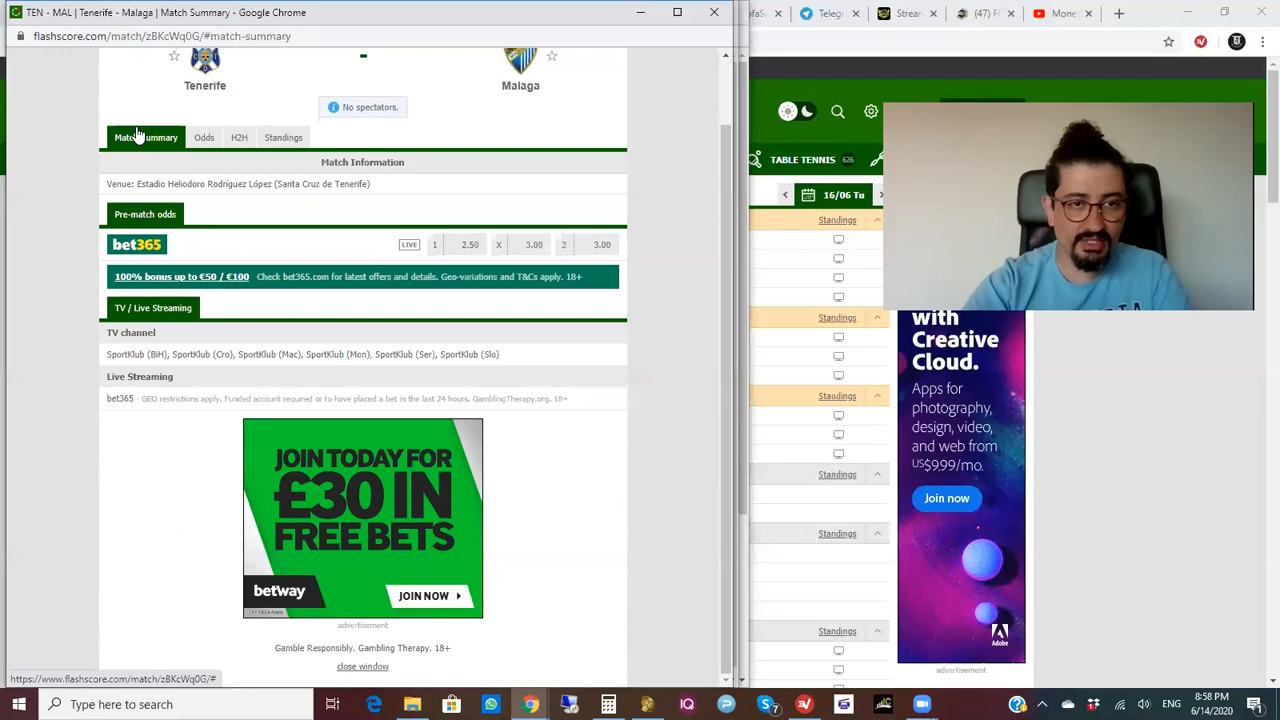 TEN - MAL | Tenerife - Malaga | Flashscore - Google Chrome
flashscore.com/match/zBKcWq0G/#match-summary
Tenerife
Malaga
No spectators.
Match Summary Odds H2H Standings
Match Information
Venue: Estadio Heliodoro Rodríguez López (Santa Cruz de Tenerife)
Pre-match odds
bet365 LIVE 1 2.50 X 3.00 2 3.00
100% bonus up to €50 / €100 Check bet365.com for latest offers and details. Geo-variations and T&Cs apply. 18+
TV / Live Streaming
TV channel
SportKlub (BiH), SportKlub (Cro), SportKlub (Mac), SportKlub (Mon), SportKlub (Ser), SportKlub (Slo)
Live Streaming
bet365 - GEO restrictions apply. Funded account required or to have placed a bet in the last 24 hours. GamblingTherapy.org. 18+
JOIN TODAY FOR
£30 IN
FREE BETS
betway
JOIN NOW
advertisement
Gamble Responsibly. Gambling Therapy. 18+
close window
https://www.flashscore.com/match/zBKcWq0G/#
Stream
(47) F
Mone
TABLE TENNIS 626
16/06 Tu
Standings
Standings
Standings
Standings
Standings
Standings
with
Creative
Cloud.
Apps for
photography,
design, video,
and web from
US$9.99/mo.
Join now
Adobe
advertisement
Type here to search
8:58 PM
6/14/2020